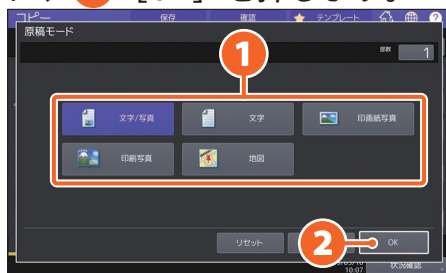 コピー 保存 確認 テンプレート ?
原稿モード
部数 1
1
文字/写真 文字 印画紙写真
印刷写真 地図
リセット 2 OK
10:07 状況確認